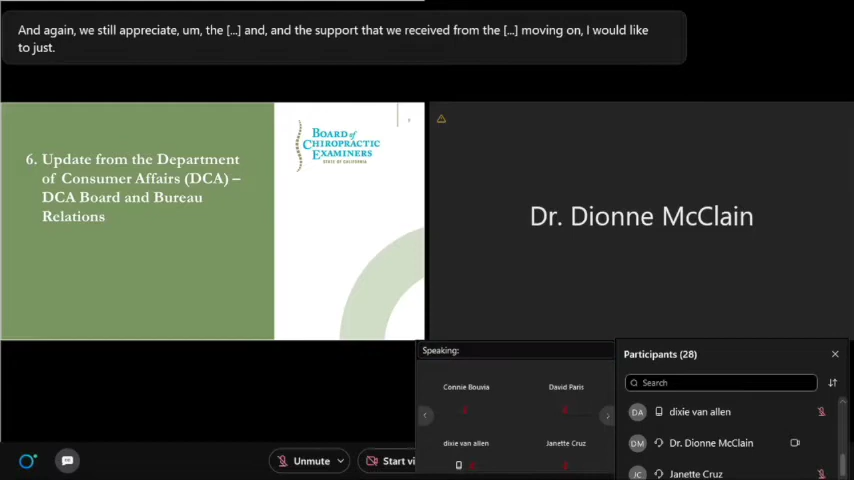 And again, we still appreciate, um, the [...] and, and the support that we received from the [...] moving on, I would like
to just.
6. Update from the Department
of Consumer Affairs (DCA) –
DCA Board and Bureau
Relations
BOARD of
CHIROPRACTIC
EXAMINERS
STATE OF CALIFORNIA
Dr. Dionne McClain
Speaking:
Connie Bouvia
David Paris
dixie van allen
Janette Cruz
Participants (28)
Search
DA
dixie van allen
DM
Dr. Dionne McClain
JC
Janette Cruz
Unmute
Start vi